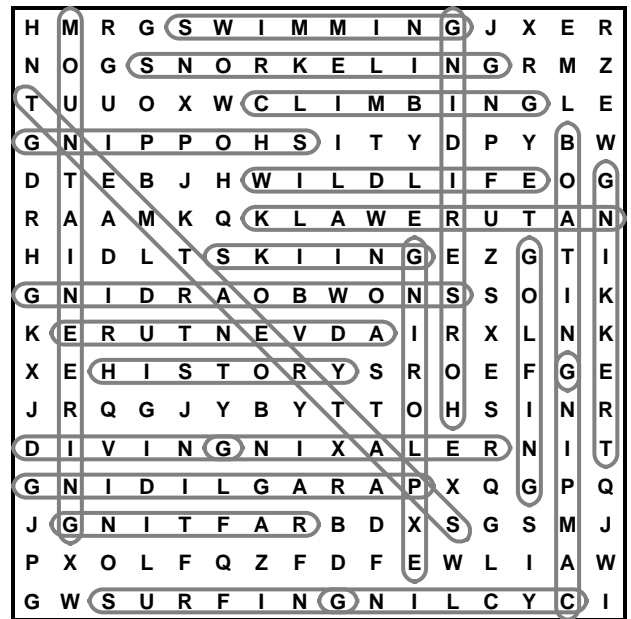 H M R G S W I M M I N G J X E R
N O G S N O R K E L I N G R M Z
T U U O X W C L I M B I N G L E
G N I P P O H S I T Y D P Y B W
D T E B J H W I L D L I F E O G
R A A M K Q K L A W E R U T A N
H I D L T S K I I N G E Z G T I
G N I D R A O B W O N S S O I K
K E R U T N E V D A I R X L N K
X E H I S T O R Y S R O E F G E
J R Q G J Y B Y T T O H S I N R
D I V I N G N I X A L E R N I T
G N I D I L G A R A P X Q G P Q
J G N I T F A R B D X S G S M J
P X O L F Q Z F D F E W L I A W
G W S U R F I N G N I L C Y C I